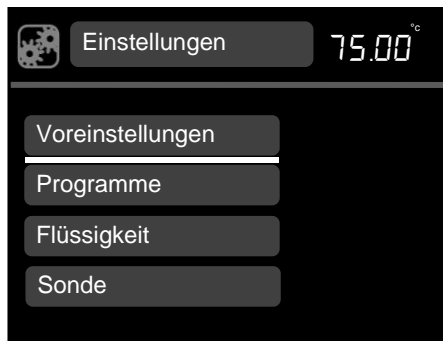 Einstellungen 75.00°C
Voreinstellungen
Programme
Flüssigkeit
Sonde